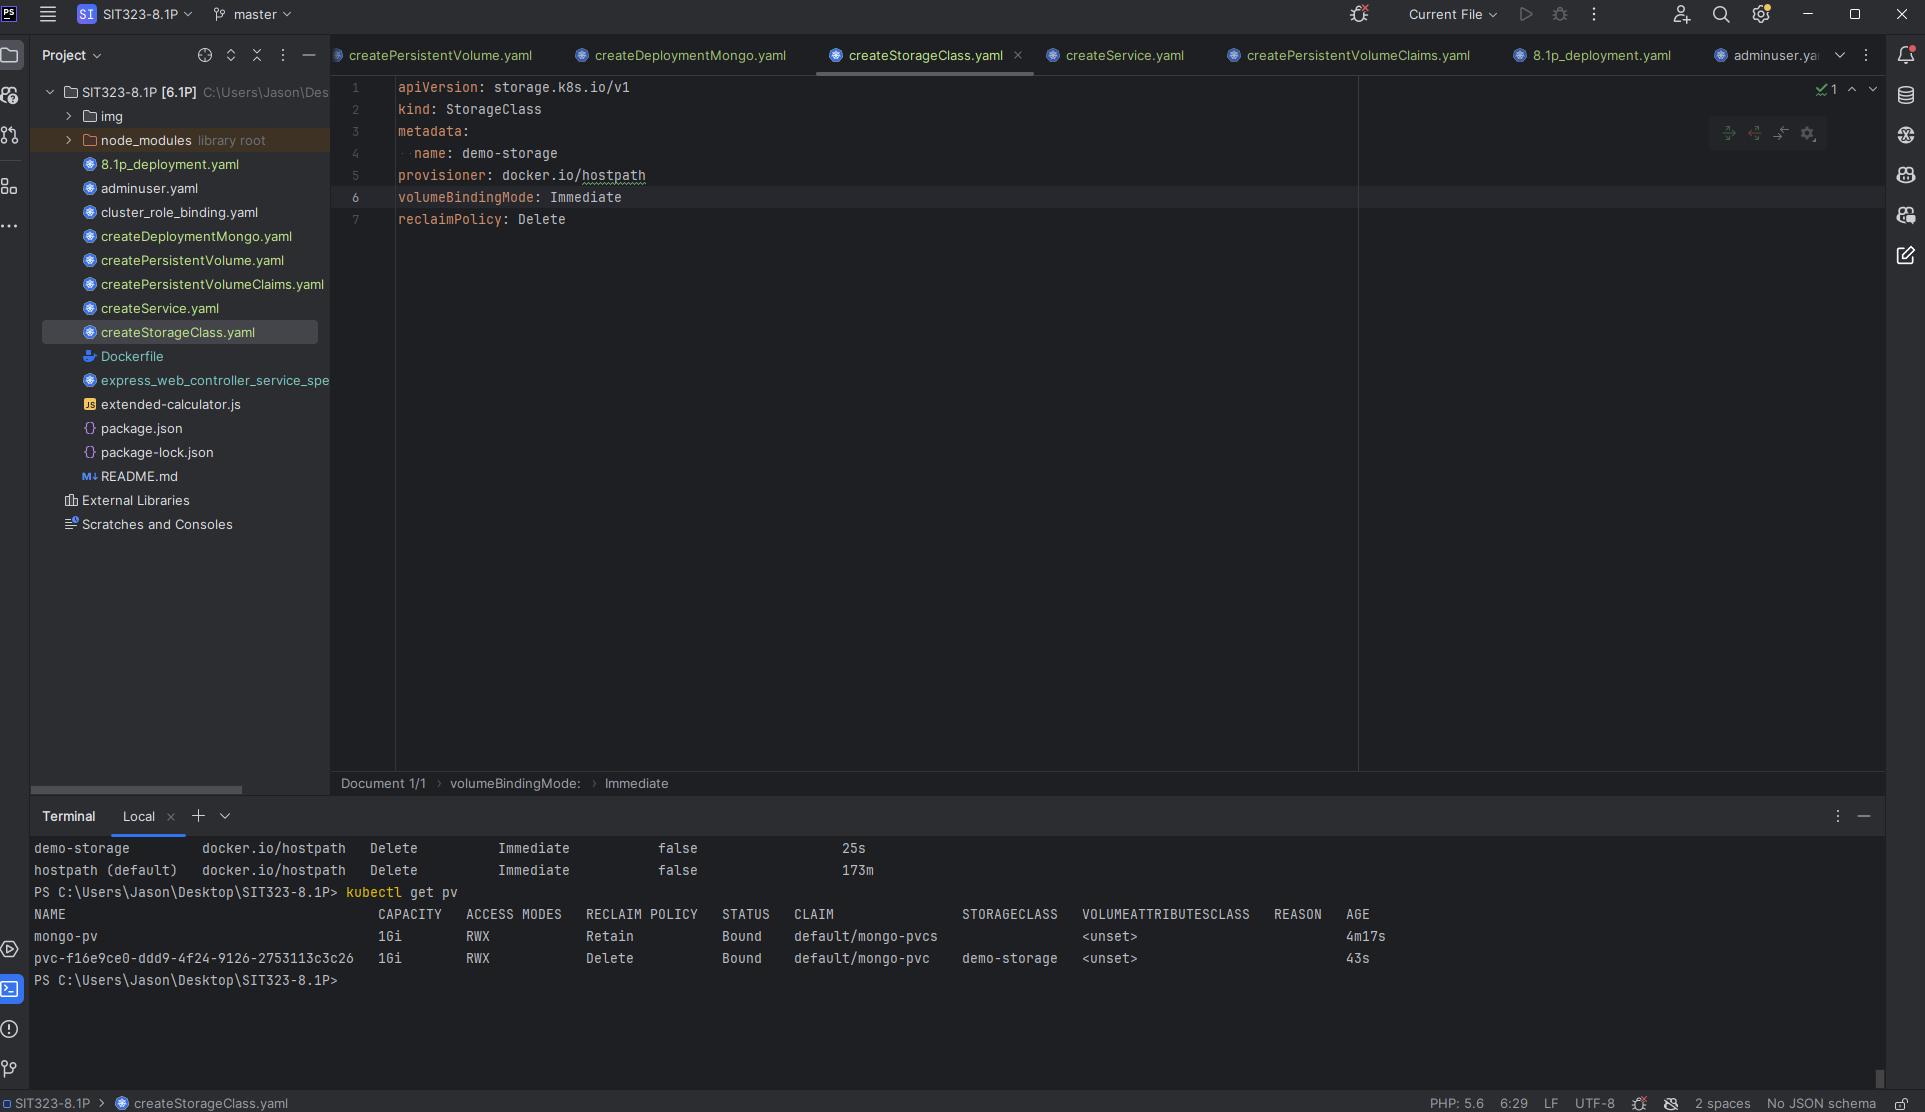 PS
SI SIT323-8.1P master Current File
Project
createPersistentVolume.yaml createDeploymentMongo.yaml createStorageClass.yaml createService.yaml createPersistentVolumeClaims.yaml 8.1p_deployment.yaml adminuser.ya
SIT323-8.1P [6.1P] C:\Users\Jason\Des
img
node_modules library root
8.1p_deployment.yaml
adminuser.yaml
cluster_role_binding.yaml
createDeploymentMongo.yaml
createPersistentVolume.yaml
createPersistentVolumeClaims.yaml
createService.yaml
createStorageClass.yaml
Dockerfile
express_web_controller_service_spe
JS extended-calculator.js
{} package.json
{} package-lock.json
M↓ README.md
External Libraries
Scratches and Consoles
1 apiVersion: storage.k8s.io/v1
2 kind: StorageClass
3 metadata:
4 name: demo-storage
5 provisioner: docker.io/hostpath
6 volumeBindingMode: Immediate
7 reclaimPolicy: Delete
1
Document 1/1 › volumeBindingMode: › Immediate
Terminal Local
demo-storage docker.io/hostpath Delete Immediate false 25s
hostpath (default) docker.io/hostpath Delete Immediate false 173m
PS C:\Users\Jason\Desktop\SIT323-8.1P> kubectl get pv
NAME CAPACITY ACCESS MODES RECLAIM POLICY STATUS CLAIM STORAGECLASS VOLUMEATTRIBUTESCLASS REASON AGE
mongo-pv 1Gi RWX Retain Bound default/mongo-pvcs <unset> 4m17s
pvc-f16e9ce0-ddd9-4f24-9126-2753113c3c26 1Gi RWX Delete Bound default/mongo-pvc demo-storage <unset> 43s
PS C:\Users\Jason\Desktop\SIT323-8.1P>
SIT323-8.1P › createStorageClass.yaml PHP: 5.6 6:29 LF UTF-8 2 spaces No JSON schema